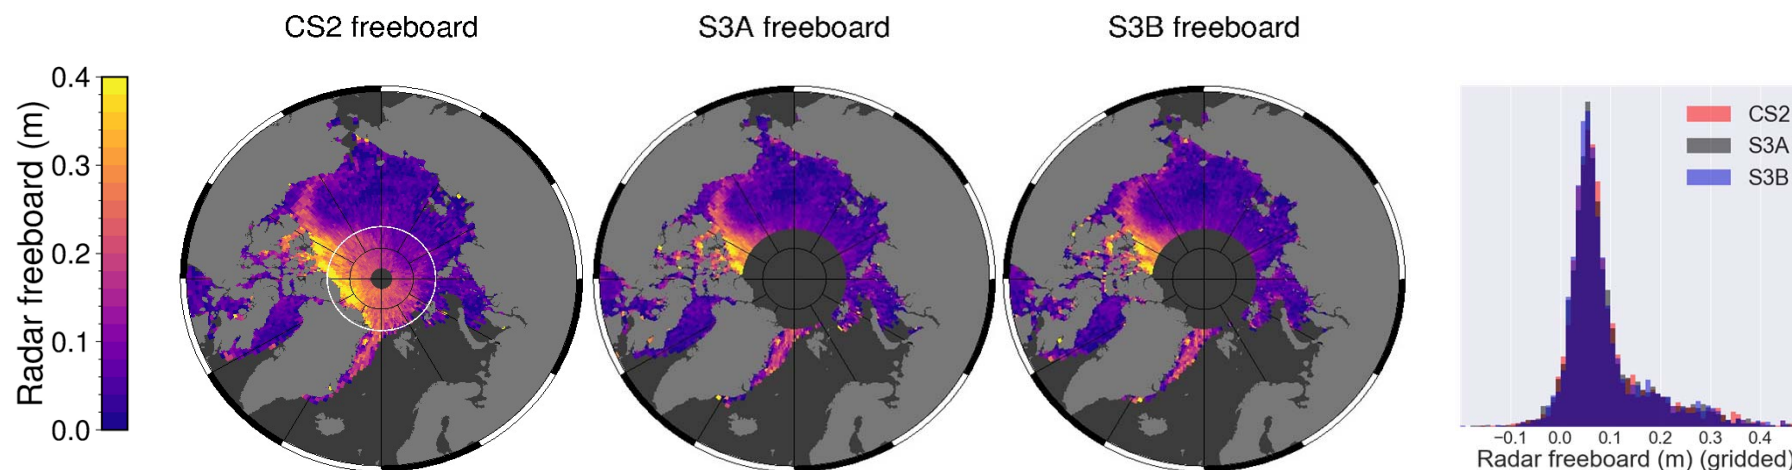 CS2 freeboard
S3A freeboard
S3B freeboard
Radar freeboard (m)
0.4
0.3
0.2
0.1
0.0
CS2
S3A
S3B
−0.1 0.0 0.1 0.2 0.3 0.4
Radar freeboard (m) (gridded)